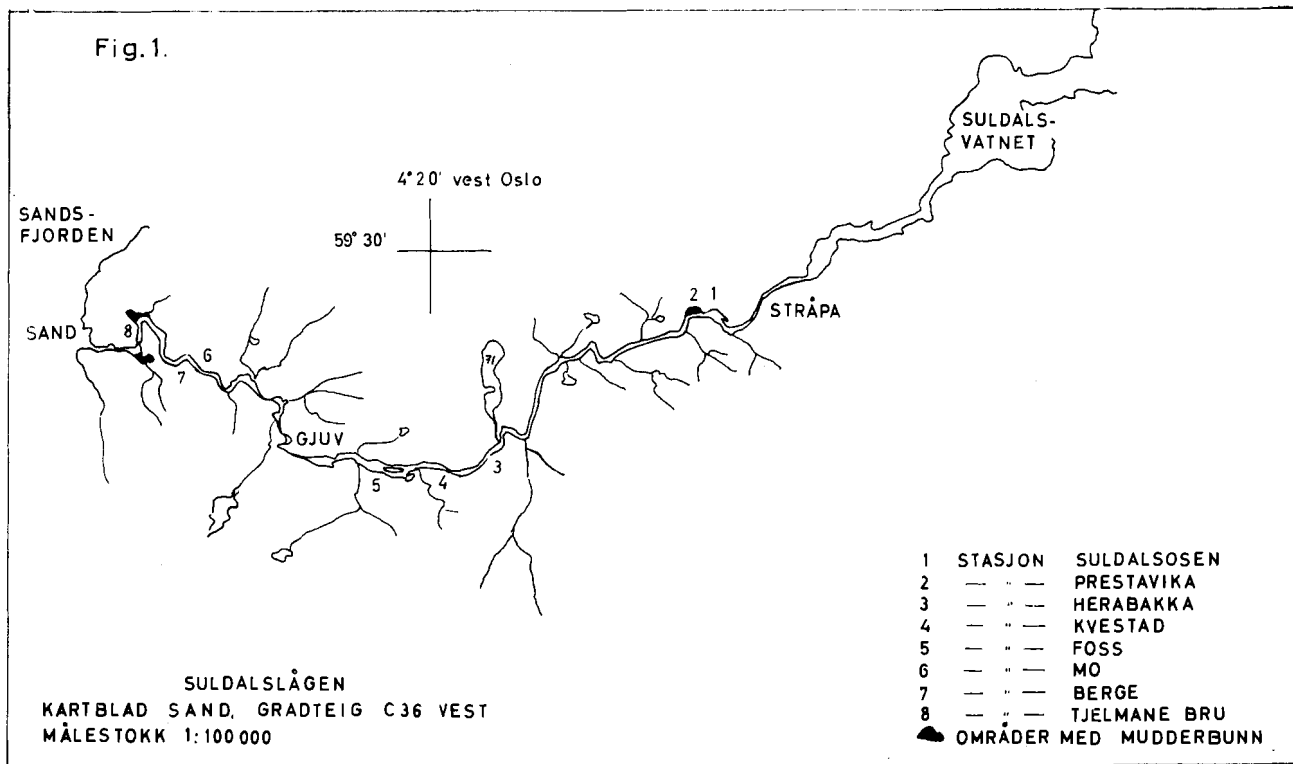 Fig.1.
SULDALS-
VATNET
4°20' vest Oslo
59°30'
SANDS-
FJORDEN
SAND
STRÅPA
GJUV
1
2
3
4
5
6
7
8
71
1 STASJON SULDALSOSEN
2 — " — PRESTAVIKA
3 — " — HERABAKKA
4 — " — KVESTAD
5 — " — FOSS
6 — " — MO
7 — " — BERGE
8 — " — TJELMANE BRU
OMRÅDER MED MUDDERBUNN
SULDALSLÅGEN
KARTBLAD SAND, GRADTEIG C36 VEST
MÅLESTOKK 1:100 000